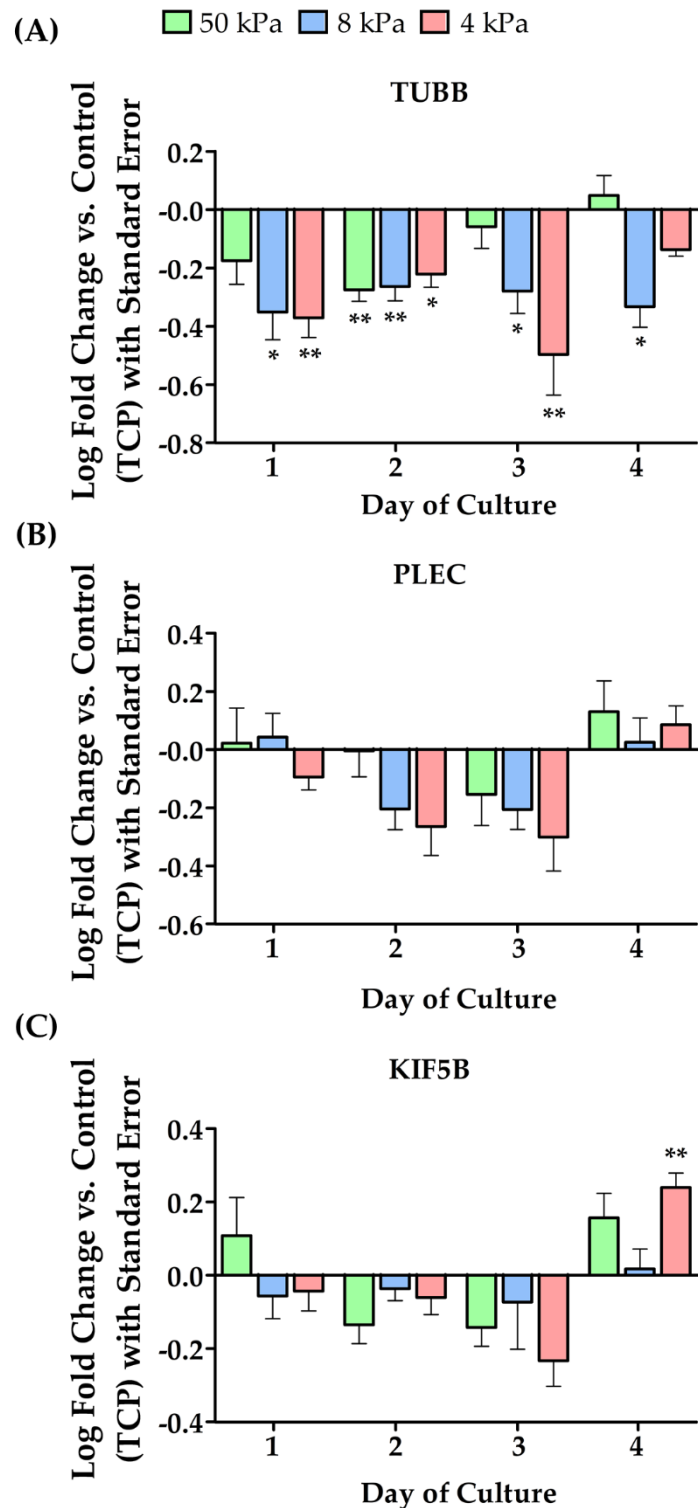 (A)
50 kPa 8 kPa 4 kPa
TUBB
Log Fold Change vs. Control
(TCP) with Standard Error
0.2
-0.0
-0.2
-0.4
-0.6
-0.8
* ** ** ** * * ** *
1 2 3 4
Day of Culture
(B)
PLEC
Log Fold Change vs. Control
(TCP) with Standard Error
0.4
0.2
-0.0
-0.2
-0.4
-0.6
1 2 3 4
Day of Culture
(C)
KIF5B
Log Fold Change vs. Control
(TCP) with Standard Error
0.4
0.2
0.0
-0.2
-0.4
**
1 2 3 4
Day of Culture